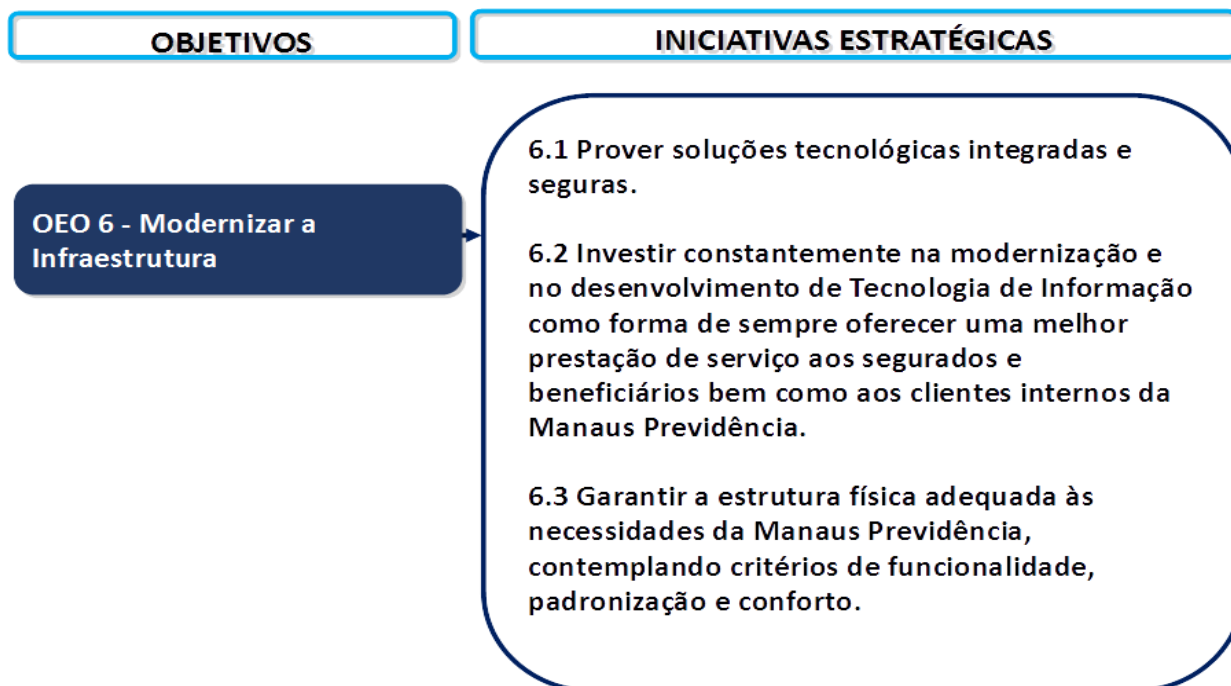 OBJETIVOS
INICIATIVAS ESTRATÉGICAS
OEO 6 - Modernizar a
Infraestrutura
6.1 Prover soluções tecnológicas integradas e
seguras.
6.2 Investir constantemente na modernização e
no desenvolvimento de Tecnologia de Informação
como forma de sempre oferecer uma melhor
prestação de serviço aos segurados e
beneficiários bem como aos clientes internos da
Manaus Previdência.
6.3 Garantir a estrutura física adequada às
necessidades da Manaus Previdência,
contemplando critérios de funcionalidade,
padronização e conforto.